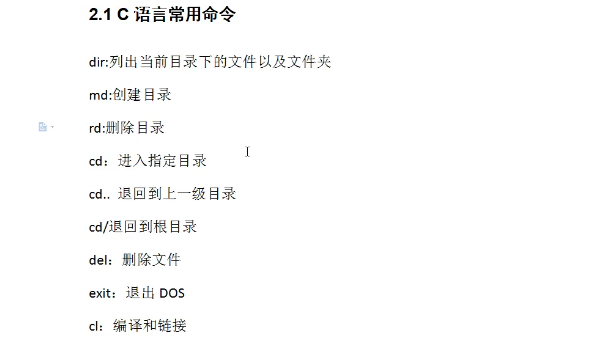 2.1 C 语言常用命令
dir:列出当前目录下的文件以及文件夹
md:创建目录
rd:删除目录
cd：进入指定目录
cd.. 退回到上一级目录
cd/退回到根目录
del：删除文件
exit：退出 DOS
cl：编译和链接